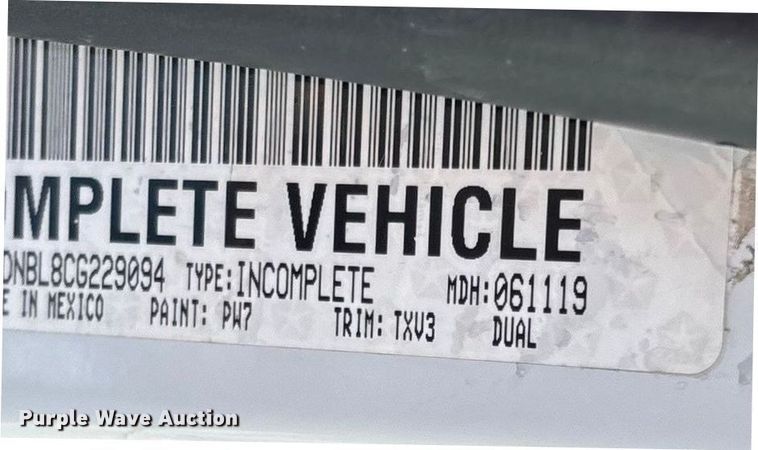 MPLETE VEHICLE
DNBL8CG229094 TYPE: INCOMPLETE MDH: 061119
E IN MEXICO PAINT: PW7 TRIM: TXV3 DUAL
Purple Wave Auction